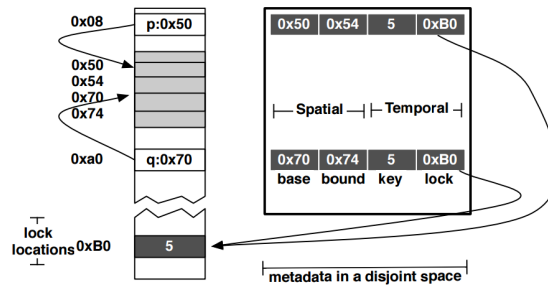 0x08 p:0x50
0x50
0x54
0x70
0x74
0xa0 q:0x70
lock
locations 0xB0 5
0x50 0x54 5 0xB0
Spatial Temporal
0x70 0x74 5 0xB0
base bound key lock
metadata in a disjoint space